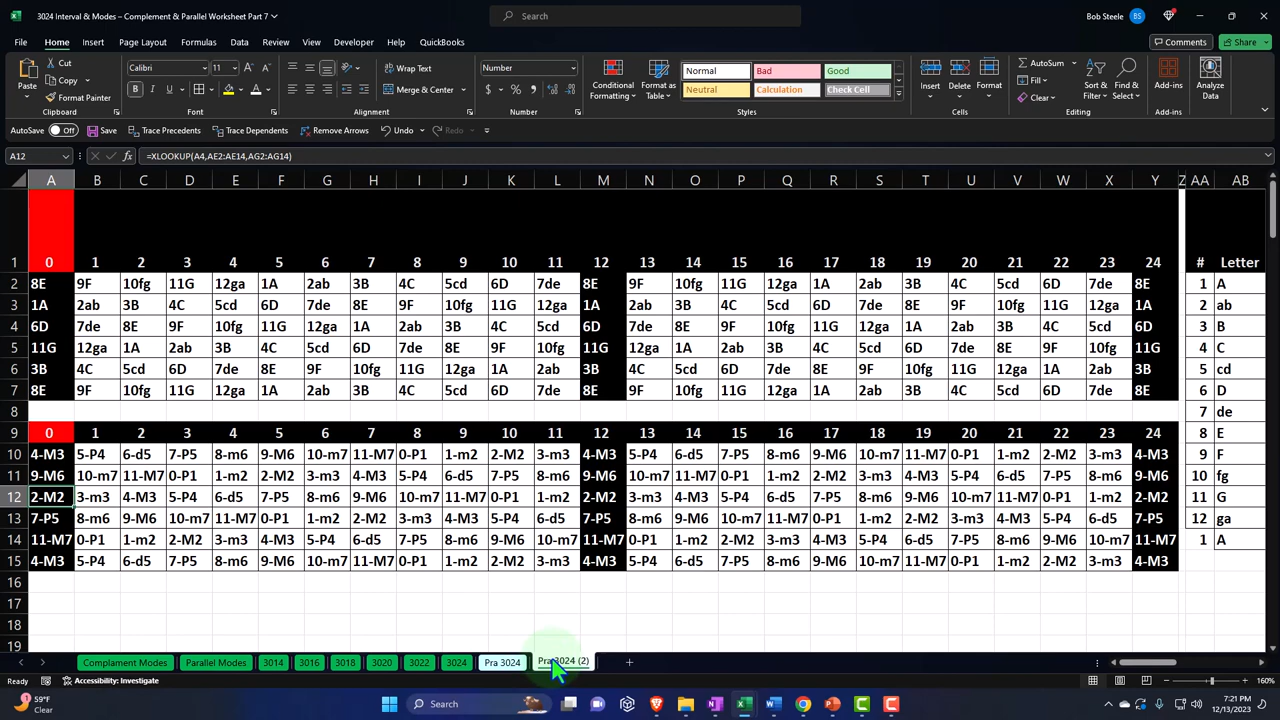 3024 Interval & Modes – Complement & Parallel Worksheet Part 7
Search
Bob Steele BS
File Home Insert Page Layout Formulas Data Review View Developer Help QuickBooks Comments Share
Paste Cut Copy Format Painter Clipboard
Calibri 11 Font
Wrap Text Merge & Center Alignment
Number Number
Conditional Formatting Format as Table
Normal Bad Good
Neutral Calculation Check Cell
Styles
Insert Delete Format Cells
AutoSum Fill Clear Sort & Filter Find & Select Editing
Add-ins Add-ins
Analyze Data
AutoSave Off Save Trace Precedents Trace Dependents Remove Arrows Undo Redo
A12 fx =XLOOKUP(A4,AE2:AE14,AG2:AG14)
A B C D E F G H I J K L M N O P Q R S T U V W X Y Z AA AB
1 0 1 2 3 4 5 6 7 8 9 10 11 12 13 14 15 16 17 18 19 20 21 22 23 24 # Letter
2 8E 9F 10fg 11G 12ga 1A 2ab 3B 4C 5cd 6D 7de 8E 9F 10fg 11G 12ga 1A 2ab 3B 4C 5cd 6D 7de 8E 1 A
3 1A 2ab 3B 4C 5cd 6D 7de 8E 9F 10fg 11G 12ga 1A 2ab 3B 4C 5cd 6D 7de 8E 9F 10fg 11G 12ga 1A 2 ab
4 6D 7de 8E 9F 10fg 11G 12ga 1A 2ab 3B 4C 5cd 6D 7de 8E 9F 10fg 11G 12ga 1A 2ab 3B 4C 5cd 6D 3 B
5 11G 12ga 1A 2ab 3B 4C 5cd 6D 7de 8E 9F 10fg 11G 12ga 1A 2ab 3B 4C 5cd 6D 7de 8E 9F 10fg 11G 4 C
6 3B 4C 5cd 6D 7de 8E 9F 10fg 11G 12ga 1A 2ab 3B 4C 5cd 6D 7de 8E 9F 10fg 11G 12ga 1A 2ab 3B 5 cd
7 8E 9F 10fg 11G 12ga 1A 2ab 3B 4C 5cd 6D 7de 8E 9F 10fg 11G 12ga 1A 2ab 3B 4C 5cd 6D 7de 8E 6 D
8 7 de
9 0 1 2 3 4 5 6 7 8 9 10 11 12 13 14 15 16 17 18 19 20 21 22 23 24 8 E
10 4-M3 5-P4 6-d5 7-P5 8-m6 9-M6 10-m7 11-M7 0-P1 1-m2 2-M2 3-m3 4-M3 5-P4 6-d5 7-P5 8-m6 9-M6 10-m7 11-M7 0-P1 1-m2 2-M2 3-m3 4-M3 9 F
11 9-M6 10-m7 11-M7 0-P1 1-m2 2-M2 3-m3 4-M3 5-P4 6-d5 7-P5 8-m6 9-M6 10-m7 11-M7 0-P1 1-m2 2-M2 3-m3 4-M3 5-P4 6-d5 7-P5 8-m6 9-M6 10 fg
12 2-M2 3-m3 4-M3 5-P4 6-d5 7-P5 8-m6 9-M6 10-m7 11-M7 0-P1 1-m2 2-M2 3-m3 4-M3 5-P4 6-d5 7-P5 8-m6 9-M6 10-m7 11-M7 0-P1 1-m2 2-M2 11 G
13 7-P5 8-m6 9-M6 10-m7 11-M7 0-P1 1-m2 2-M2 3-m3 4-M3 5-P4 6-d5 7-P5 8-m6 9-M6 10-m7 11-M7 0-P1 1-m2 2-M2 3-m3 4-M3 5-P4 6-d5 7-P5 12 ga
14 11-M7 0-P1 1-m2 2-M2 3-m3 4-M3 5-P4 6-d5 7-P5 8-m6 9-M6 10-m7 11-M7 0-P1 1-m2 2-M2 3-m3 4-M3 5-P4 6-d5 7-P5 8-m6 9-M6 10-m7 11-M7 1 A
15 4-M3 5-P4 6-d5 7-P5 8-m6 9-M6 10-m7 11-M7 0-P1 1-m2 2-M2 3-m3 4-M3 5-P4 6-d5 7-P5 8-m6 9-M6 10-m7 11-M7 0-P1 1-m2 2-M2 3-m3 4-M3
16
17
18
19
Complament Modes Parallel Modes 3014 3016 3018 3020 3022 3024 Pra 3024 Pra 3024 (2)
Ready Accessibility: Investigate 160%
59°F
Clear
Search
7:21 PM
12/13/2023